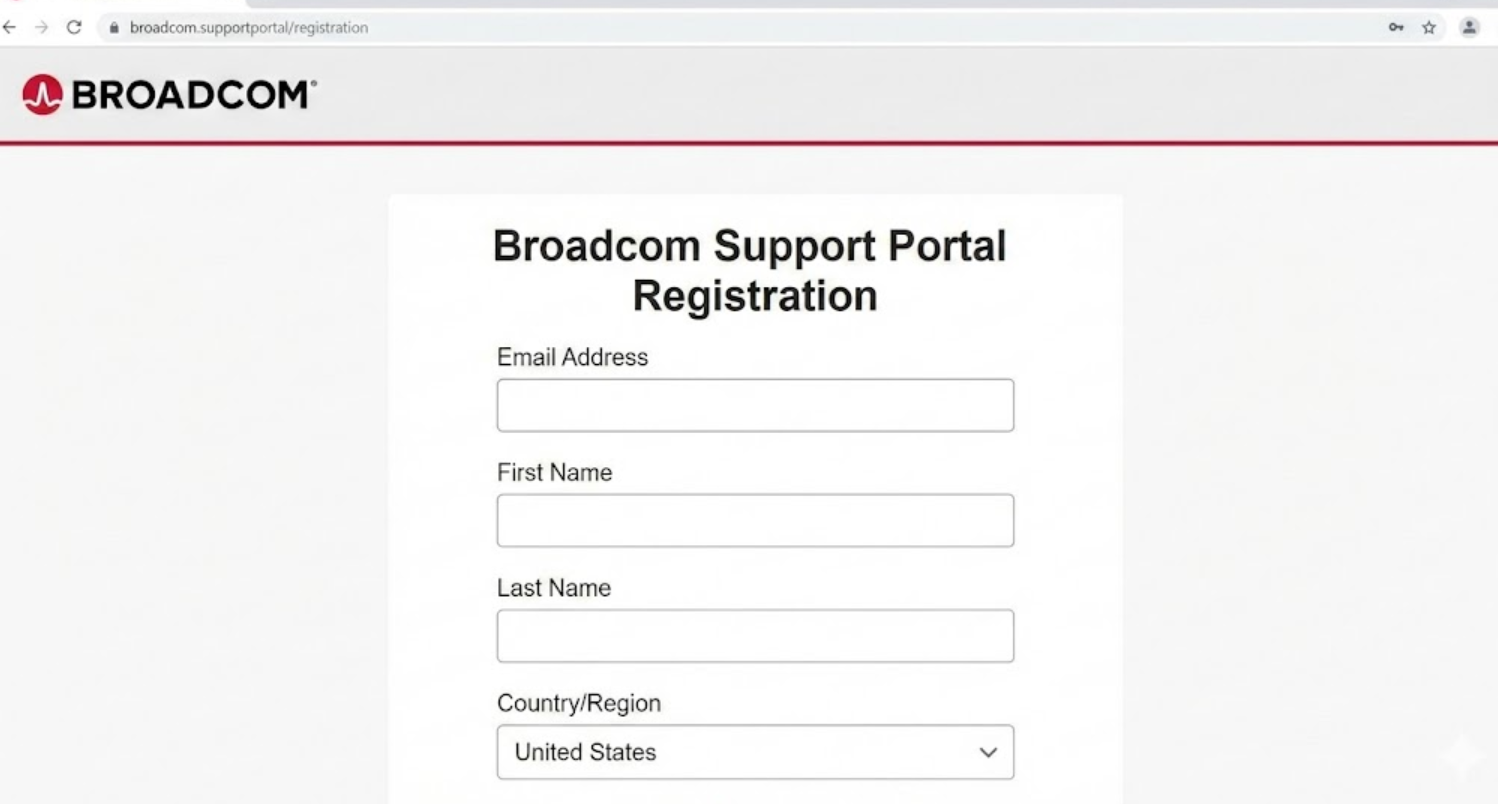 broadcom.supportportal/registration
BROADCOM®
Broadcom Support Portal
Registration
Email Address
First Name
Last Name
Country/Region
United States